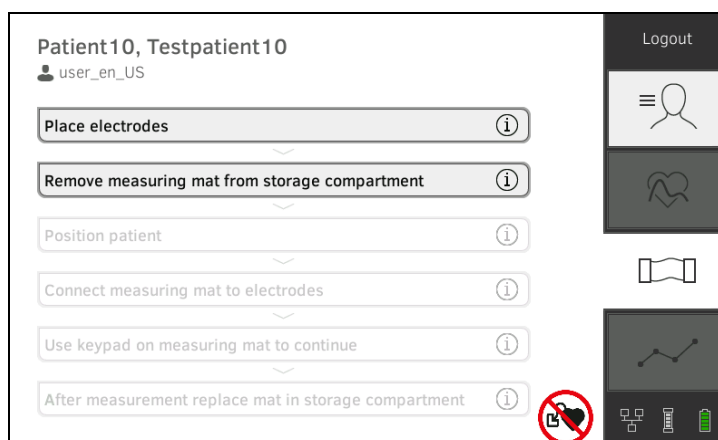 Patient10, Testpatient10
user_en_US
Place electrodes
Remove measuring mat from storage compartment
Position patient
Connect measuring mat to electrodes
Use keypad on measuring mat to continue
After measurement replace mat in storage compartment
Logout